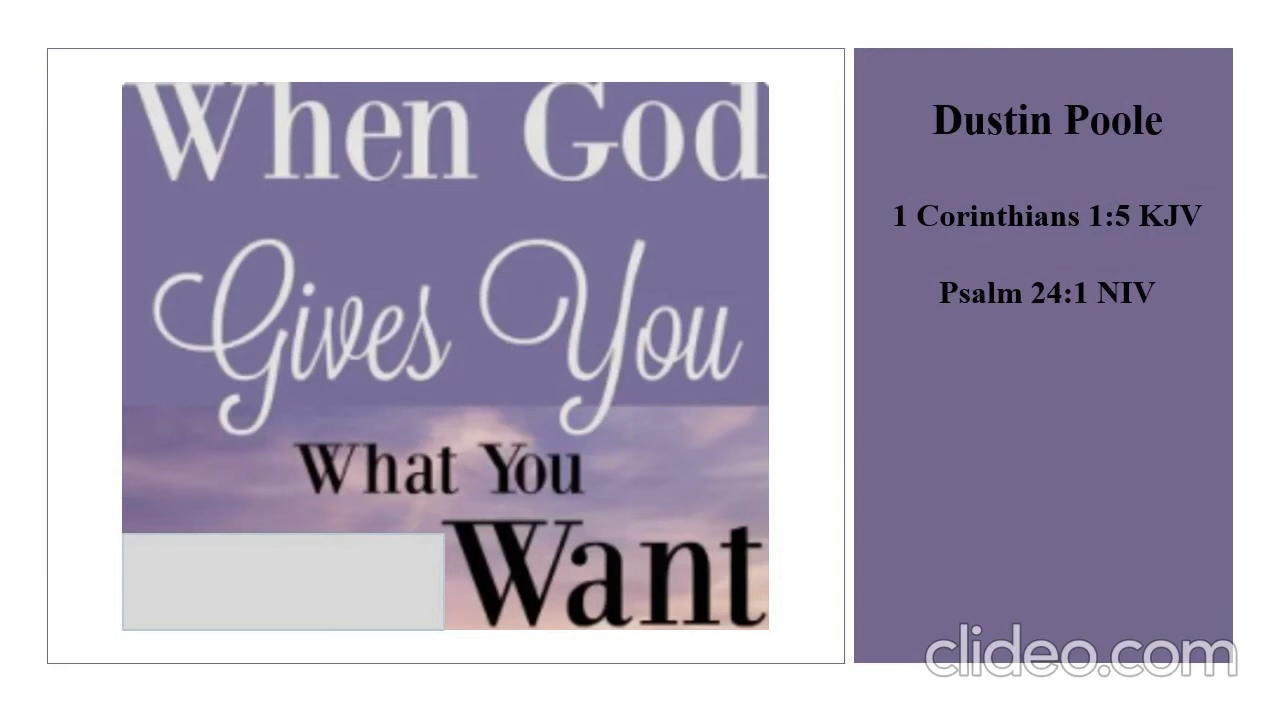 When God
Gives You
What You
Want
Dustin Poole
1 Corinthians 1:5 KJV
Psalm 24:1 NIV
clideo.com